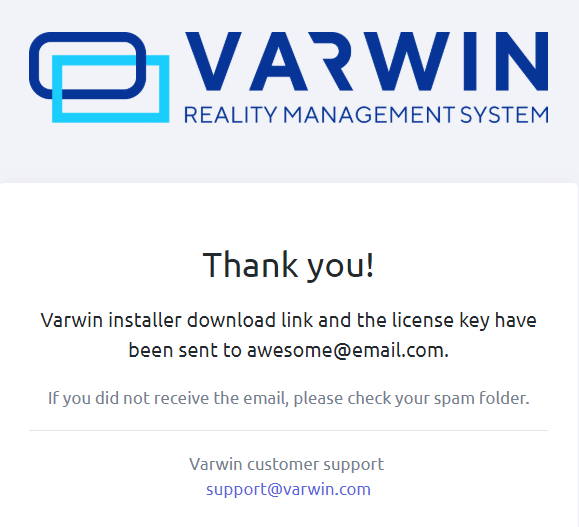 VARWIN
REALITY MANAGEMENT SYSTEM
Thank you!
Varwin installer download link and the license key have
been sent to awesome@email.com.
If you did not receive the email, please check your spam folder.
Varwin customer support
support@varwin.com